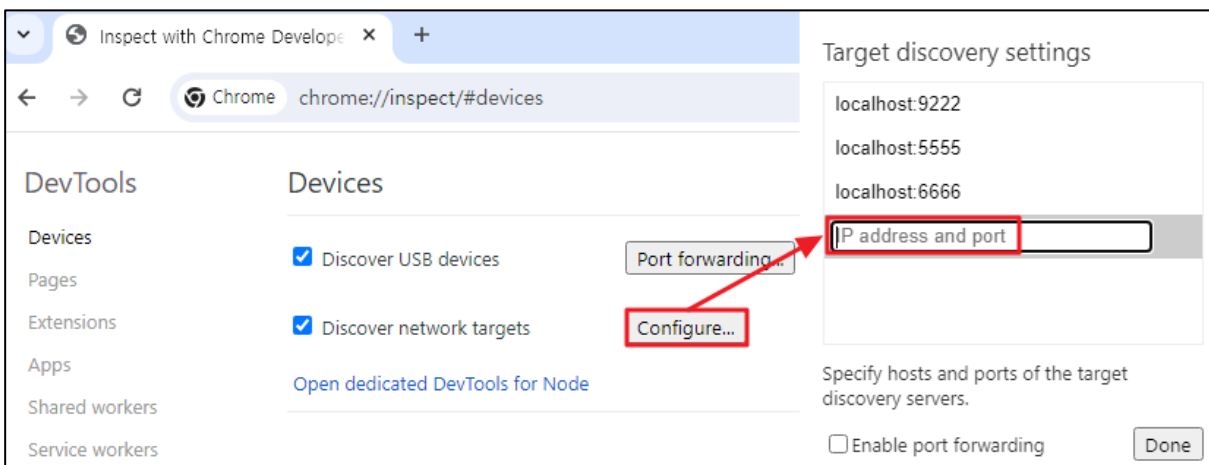 Inspect with Chrome Develope
Chrome
chrome://inspect/#devices
DevTools
Devices
Pages
Extensions
Apps
Shared workers
Service workers
Devices
Discover USB devices
Port forwarding...
Discover network targets
Configure...
Open dedicated DevTools for Node
Target discovery settings
localhost:9222
localhost:5555
localhost:6666
IP address and port
Specify hosts and ports of the target
discovery servers.
Enable port forwarding
Done